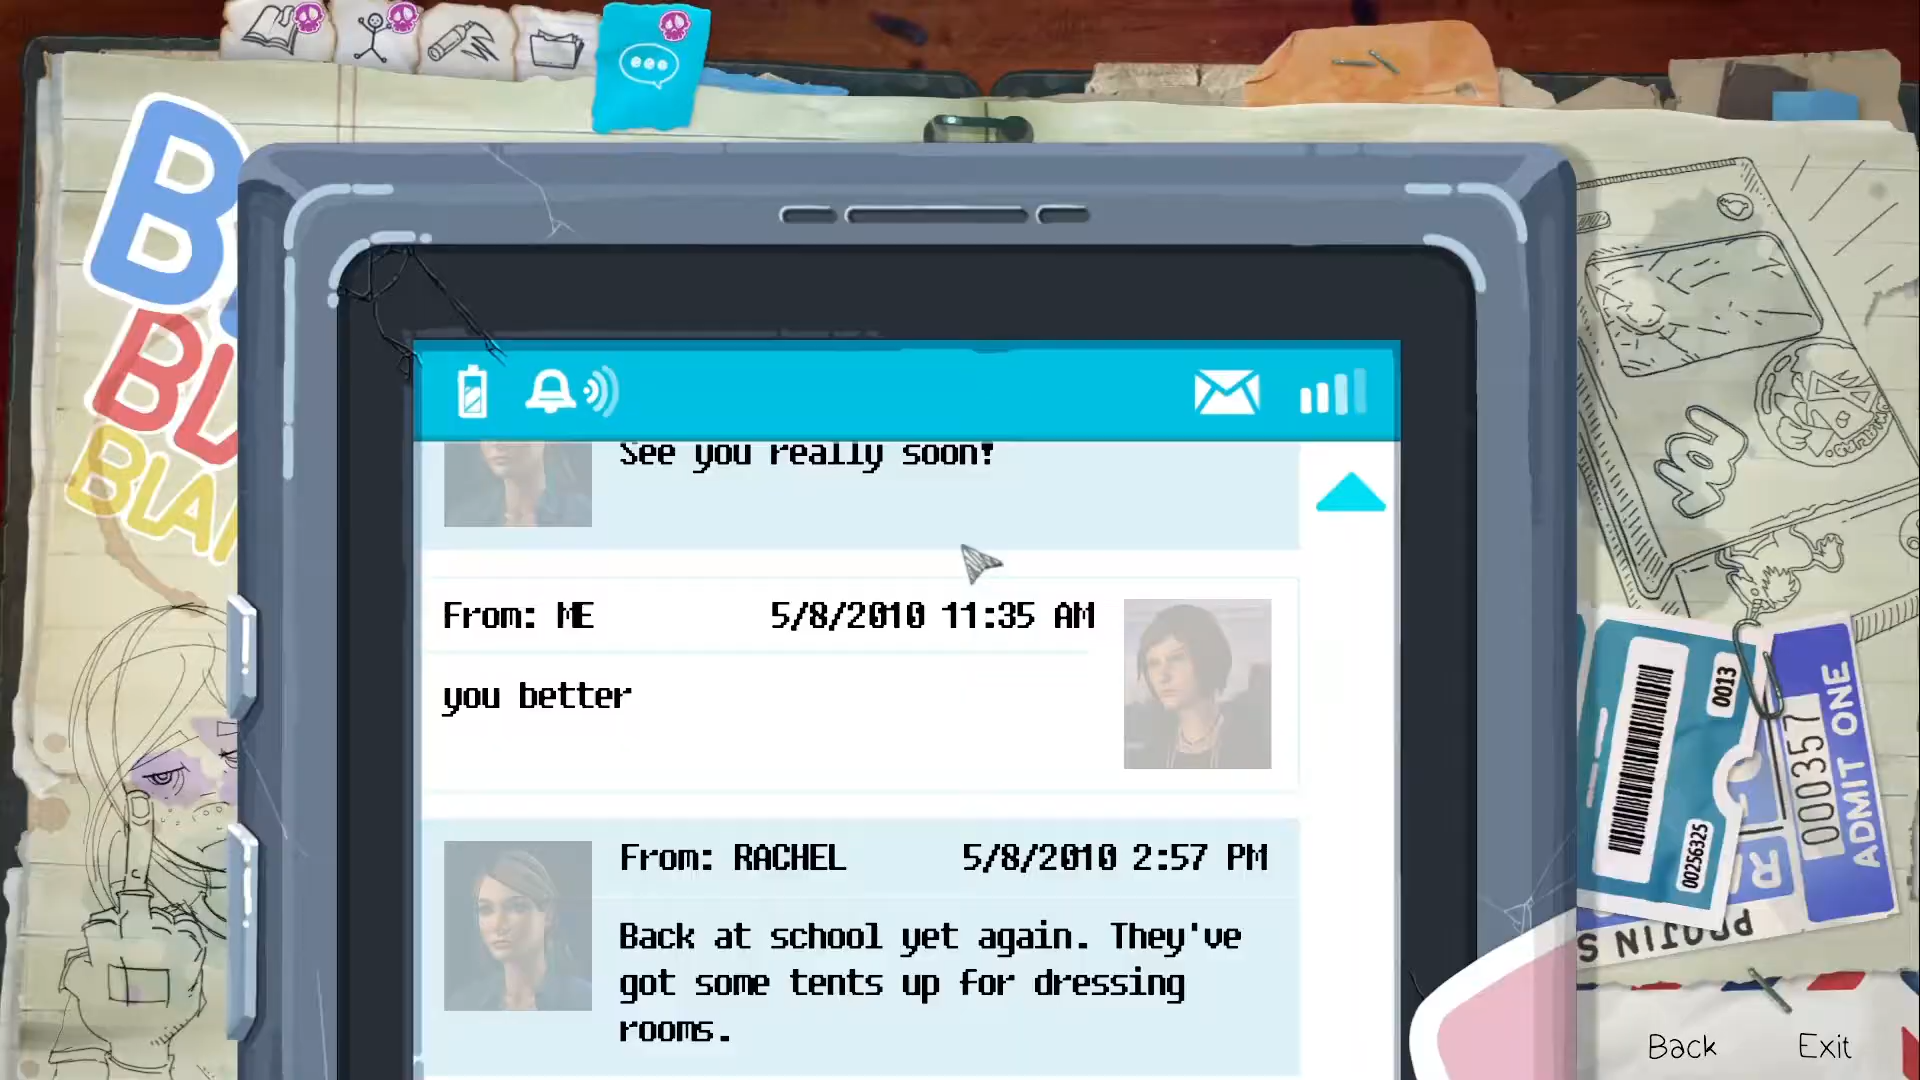 See you really soon!
From: ME 5/8/2010 11:35 AM
you better
From: RACHEL 5/8/2010 2:57 PM
Back at school yet again. They've
got some tents up for dressing
rooms.
0013
00256325
000357
ADMIT ONE
Back Exit